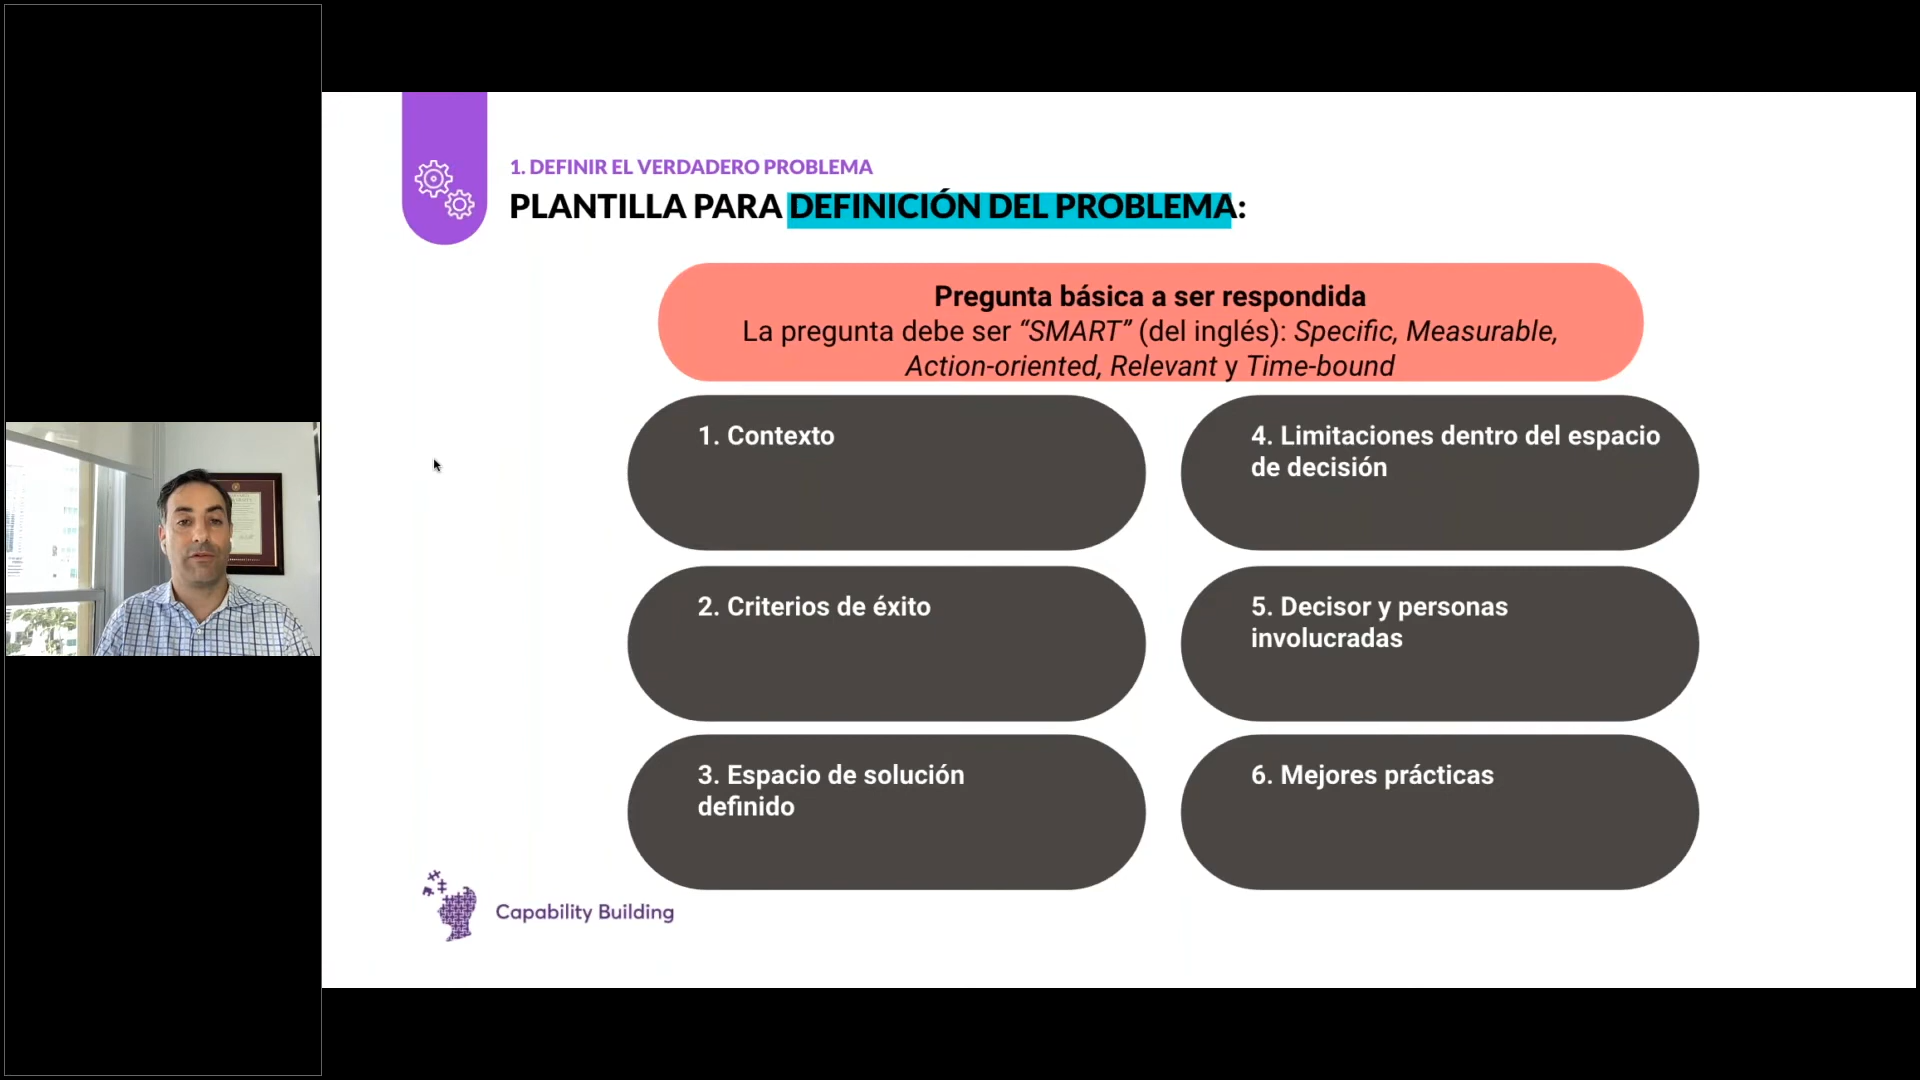 1. DEFINIR EL VERDADERO PROBLEMA
PLANTILLA PARA DEFINICIÓN DEL PROBLEMA:
Pregunta básica a ser respondida
La pregunta debe ser “SMART” (del inglés): Specific, Measurable,
Action-oriented, Relevant y Time-bound
1. Contexto
2. Criterios de éxito
3. Espacio de solución
definido
4. Limitaciones dentro del espacio
de decisión
5. Decisor y personas
involucradas
6. Mejores prácticas
Capability Building